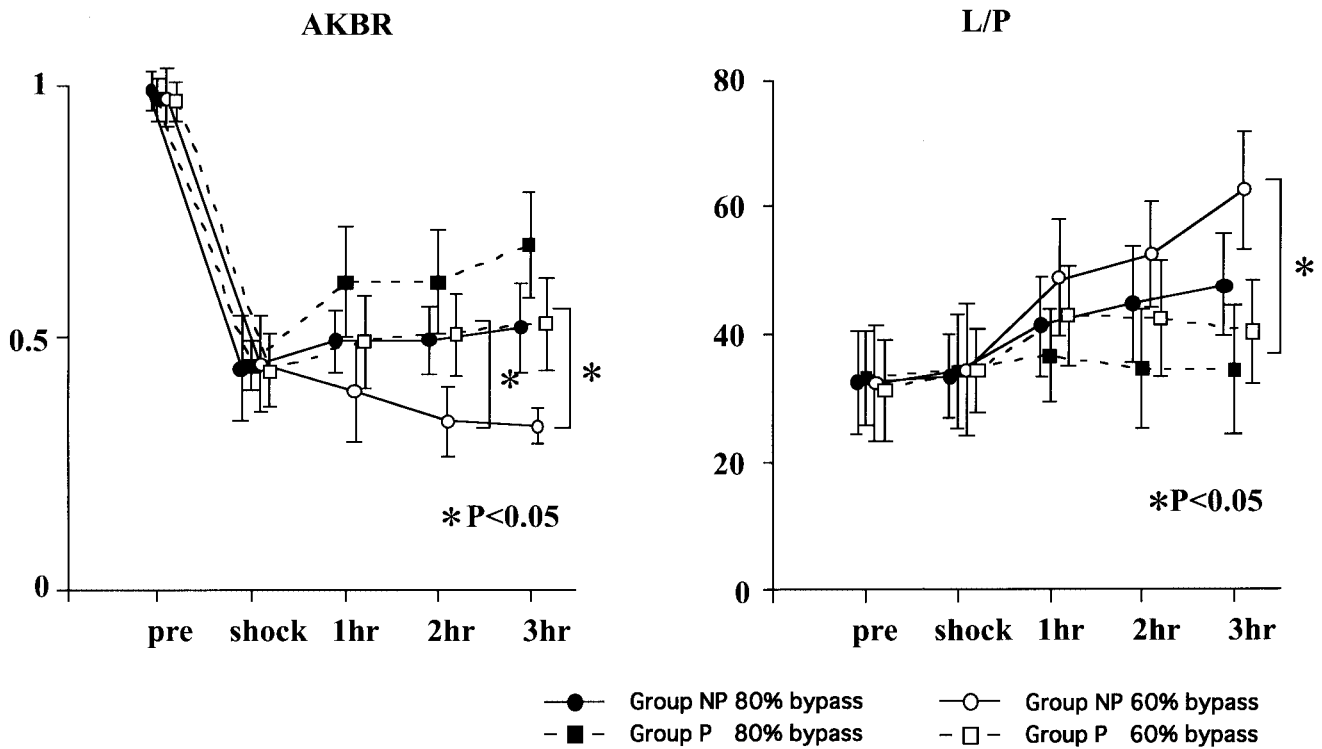 AKBR
1
0.5
0
*
*
* P<0.05
pre shock 1hr 2hr 3hr
L/P
80
60
40
20
0
*
*P<0.05
pre shock 1hr 2hr 3hr
Group NP 80% bypass
Group NP 60% bypass
Group P 80% bypass
Group P 60% bypass